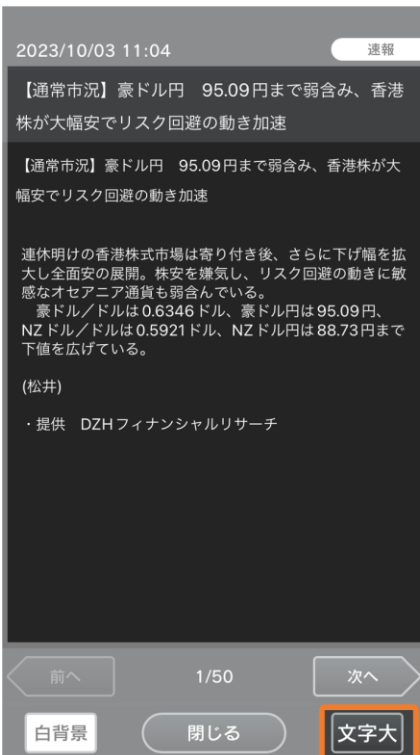 2023/10/03 11:04
速報
【通常市況】豪ドル円　95.09円まで弱含み、香港
株が大幅安でリスク回避の動き加速
【通常市況】豪ドル円　95.09円まで弱含み、香港株が大
幅安でリスク回避の動き加速
連休明けの香港株式市場は寄り付き後、さらに下げ幅を拡
大し全面安の展開。株安を嫌気し、リスク回避の動きに敏
感なオセアニア通貨も弱含んでいる。
　豪ドル／ドルは0.6346ドル、豪ドル円は95.09円、
NZドル／ドルは0.5921ドル、NZドル円は88.73円まで
下値を広げている。
(松井)
・提供　DZHフィナンシャルリサーチ
前へ
1/50
次へ
白背景
閉じる
文字大